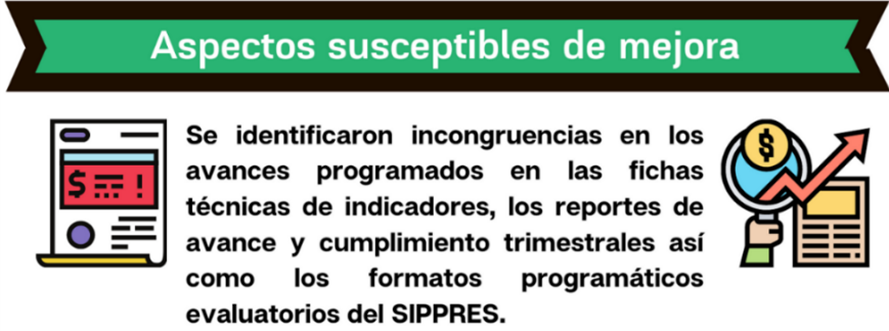 Aspectos susceptibles de mejora
Se identificaron incongruencias en los
avances programados en las fichas
técnicas de indicadores, los reportes de
avance y cumplimiento trimestrales así
como los formatos programáticos
evaluatorios del SIPPRES.
$ !
$